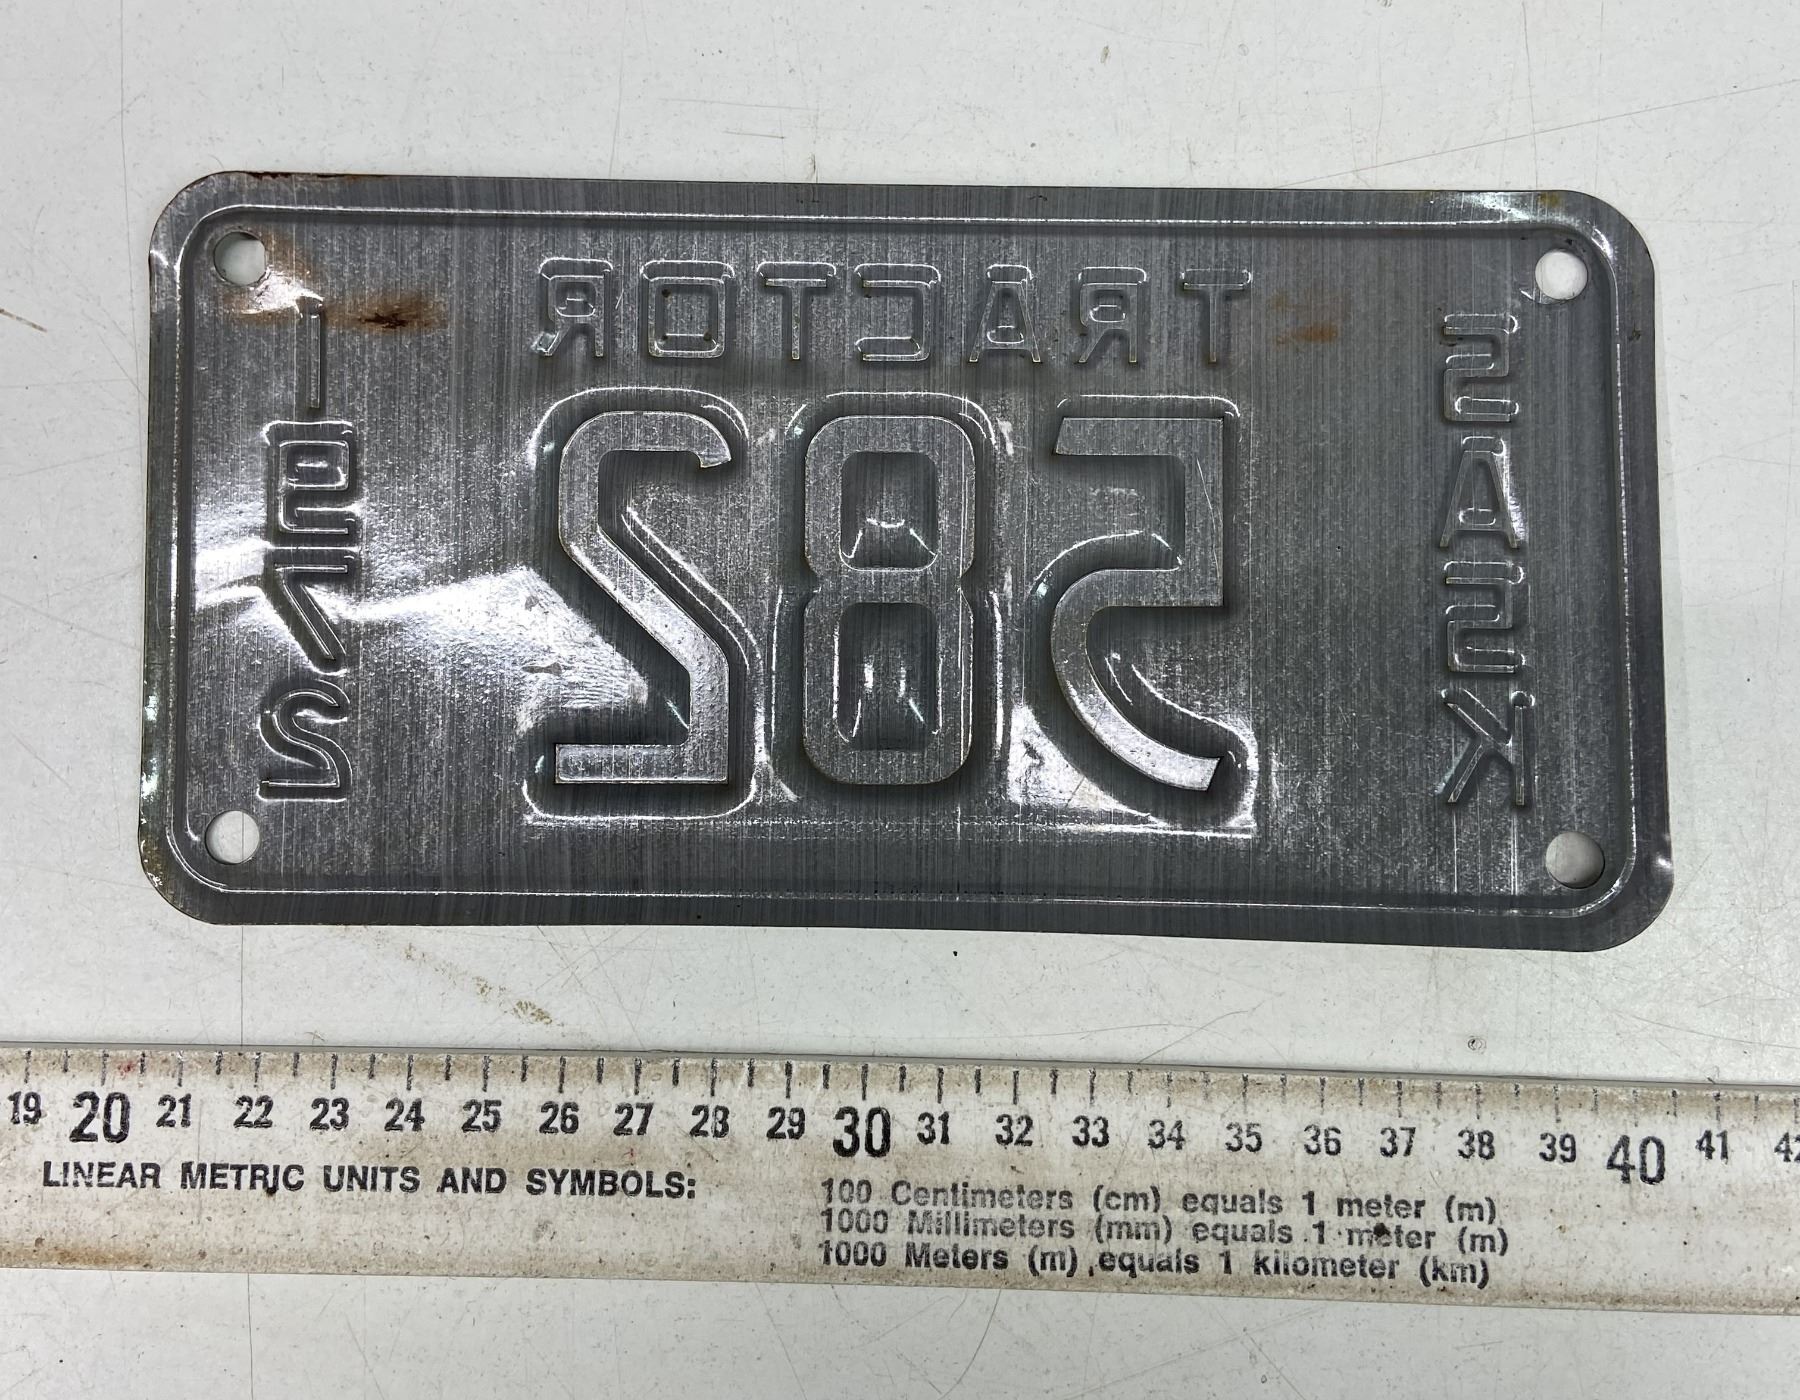 TRACTOR
SASK
582
1972
19 20 21 22 23 24 25 26 27 28 29 30 31 32 33 34 35 36 37 38 39 40 41 42
LINEAR METRIC UNITS AND SYMBOLS:
100 Centimeters (cm) equals 1 meter (m)
1000 Millimeters (mm) equals 1 meter (m)
1000 Meters (m) equals 1 kilometer (km)